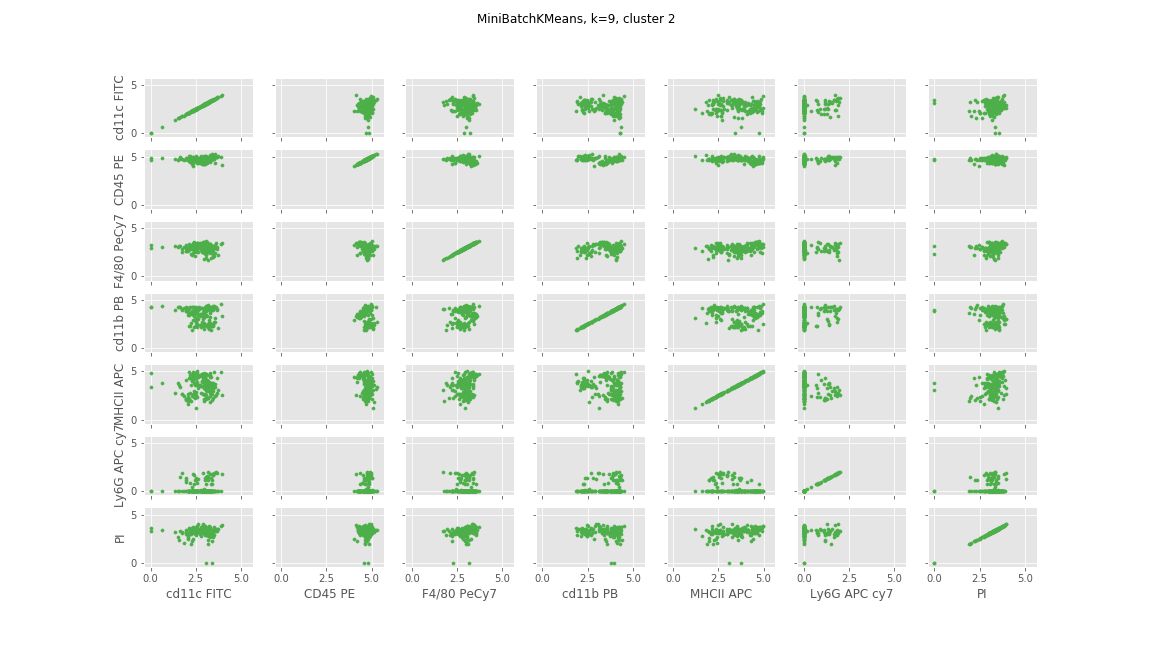 MiniBatchKMeans, k=9, cluster 2
cd11c FITC
5
0
CD45 PE
5
0
F4/80 PeCy7
5
0
cd11b PB
5
0
MHCII APC
5
0
Ly6G APC cy7
5
0
PI
5
0
0.0 2.5 5.0 0.0 2.5 5.0 0.0 2.5 5.0 0.0 2.5 5.0 0.0 2.5 5.0 0.0 2.5 5.0 0.0 2.5 5.0
cd11c FITC CD45 PE F4/80 PeCy7 cd11b PB MHCII APC Ly6G APC cy7 PI